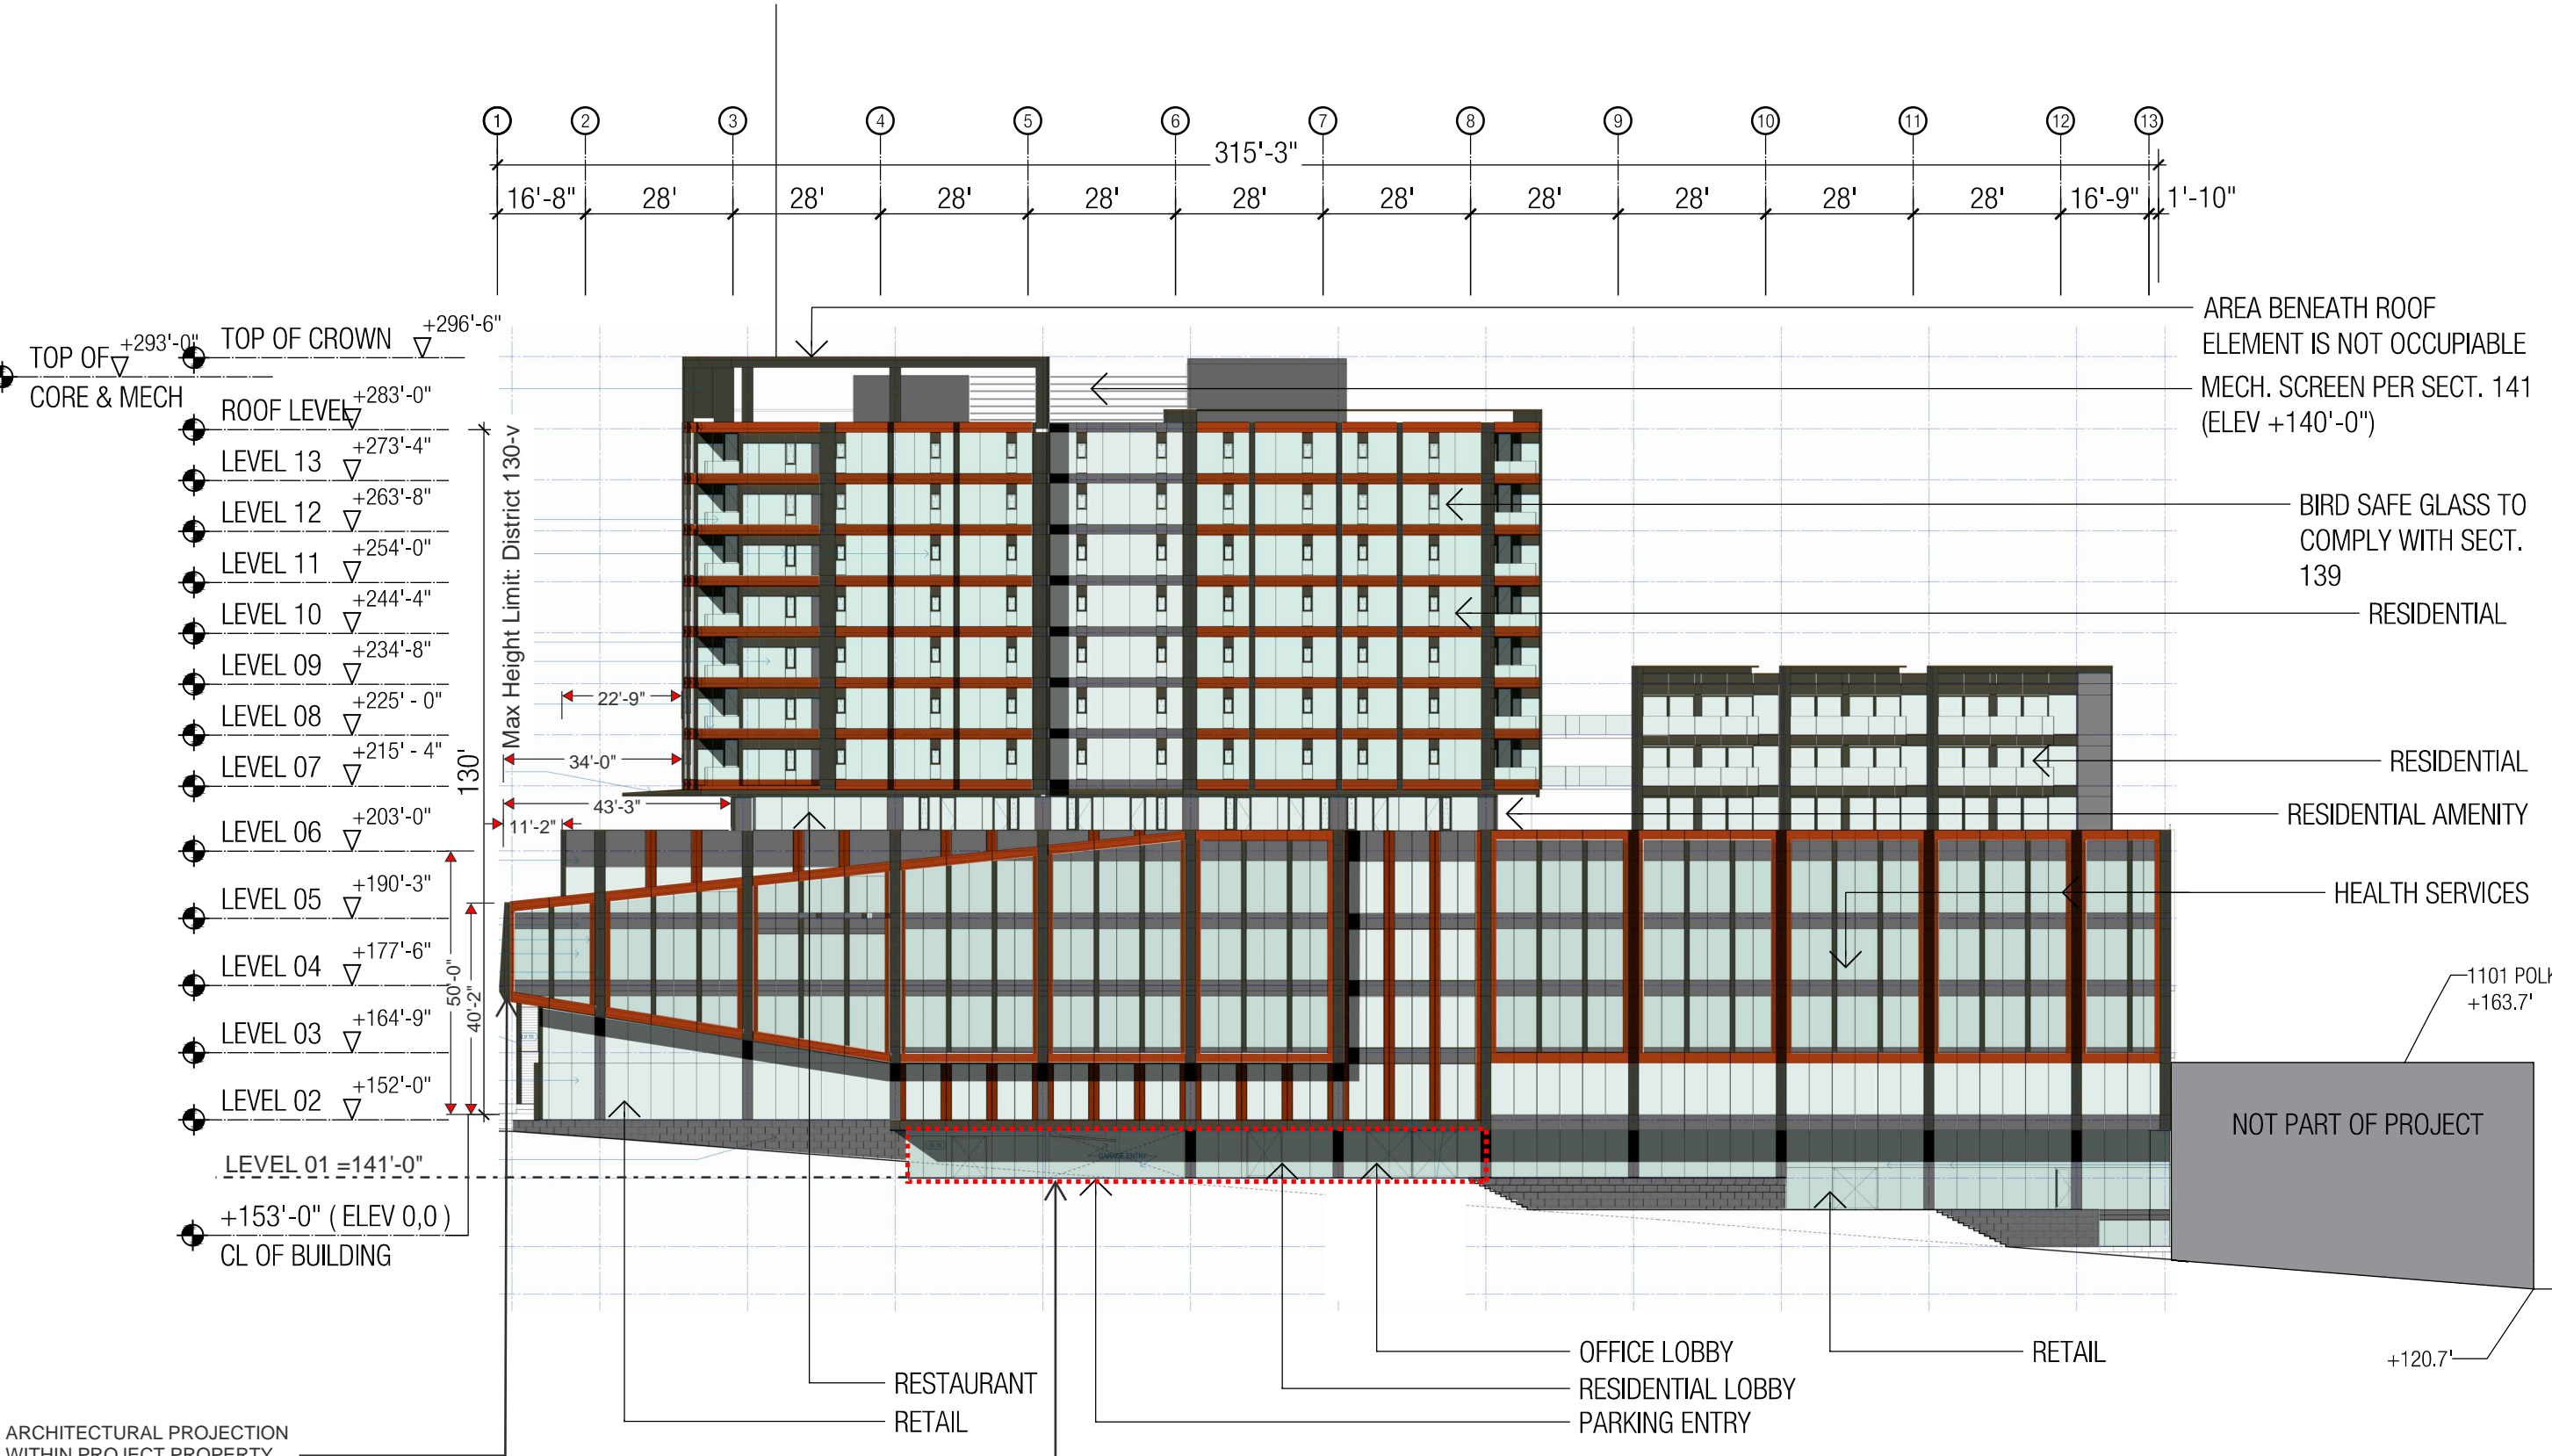 1 2 3 4 5 6 7 8 9 10 11 12 13
315'-3"
16'-8" 28' 28' 28' 28' 28' 28' 28' 28' 28' 28' 16'-9" 1'-10"
TOP OF +293'-0"
CORE & MECH
TOP OF CROWN +296'-6"
ROOF LEVEL +283'-0"
LEVEL 13 +273'-4"
LEVEL 12 +263'-8"
LEVEL 11 +254'-0"
LEVEL 10 +244'-4"
LEVEL 09 +234'-8"
LEVEL 08 +225' - 0"
LEVEL 07 +215' - 4"
LEVEL 06 +203'-0"
LEVEL 05 +190'-3"
LEVEL 04 +177'-6"
LEVEL 03 +164'-9"
LEVEL 02 +152'-0"
LEVEL 01 =141'-0"
+153'-0" ( ELEV 0,0 )
CL OF BUILDING
130'
Max Height Limit: District 130-v
22'-9"
34'-0"
43'-3"
11'-2"
50'-0"
40'-2"
AREA BENEATH ROOF
ELEMENT IS NOT OCCUPIABLE
MECH. SCREEN PER SECT. 141
(ELEV +140'-0")
BIRD SAFE GLASS TO
COMPLY WITH SECT.
139
RESIDENTIAL
RESIDENTIAL
RESIDENTIAL AMENITY
HEALTH SERVICES
1101 POLK
+163.7'
NOT PART OF PROJECT
+120.7'
GARAGE ENTRY
OFFICE LOBBY
RESIDENTIAL LOBBY
PARKING ENTRY
RETAIL
RESTAURANT
RETAIL
ARCHITECTURAL PROJECTION
WITHIN PROJECT PROPERTY